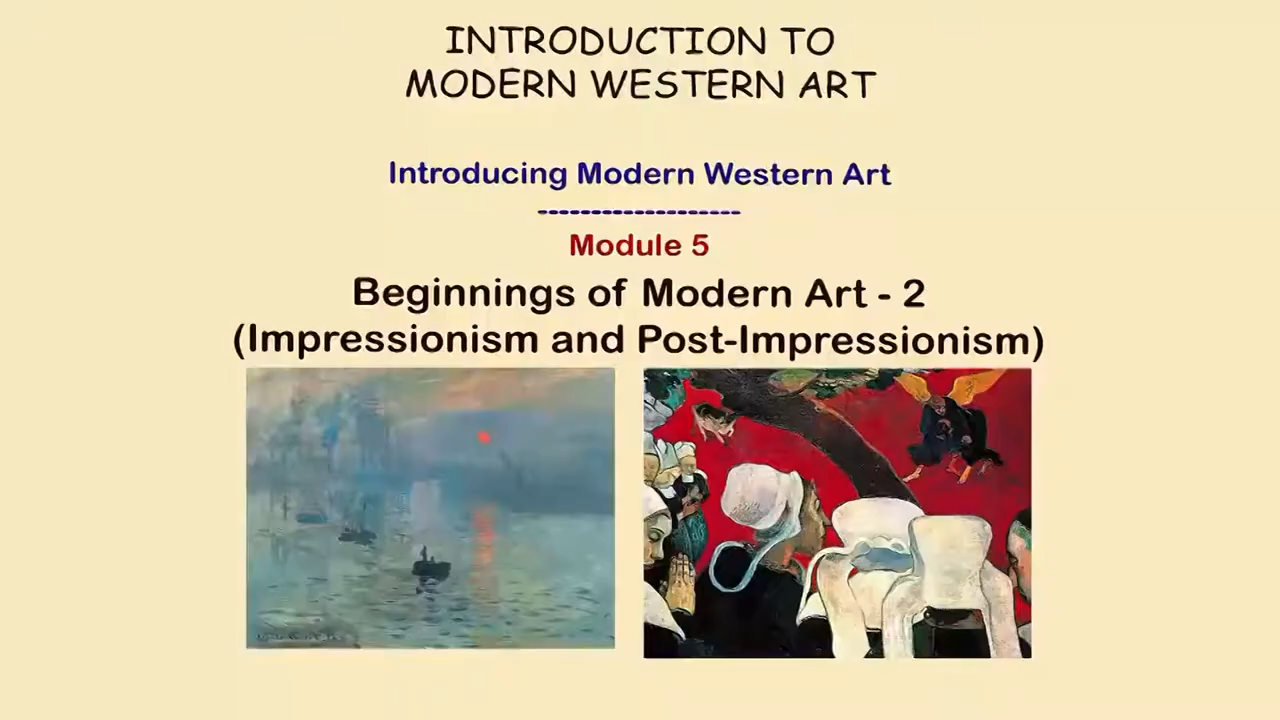 INTRODUCTION TO
MODERN WESTERN ART
Introducing Modern Western Art
--------------------
Module 5
Beginnings of Modern Art - 2
(Impressionism and Post-Impressionism)